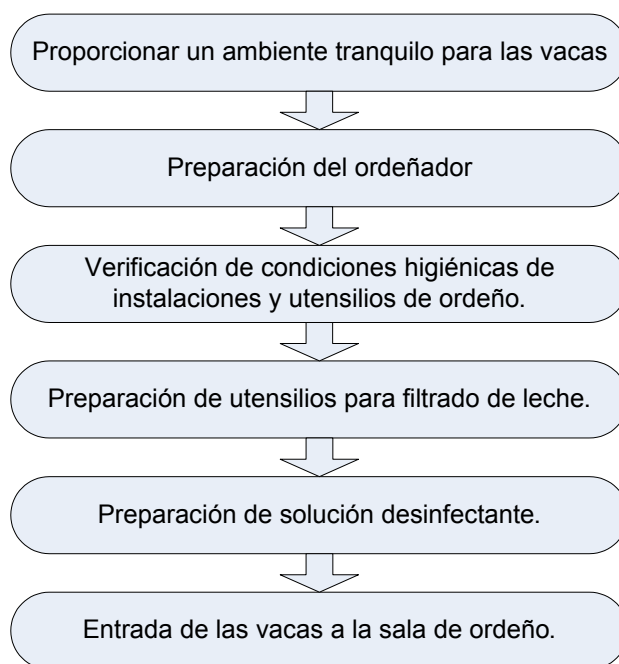 Proporcionar un ambiente tranquilo para las vacas
Preparación del ordeñador
Verificación de condiciones higiénicas de
instalaciones y utensilios de ordeño.
Preparación de utensilios para filtrado de leche.
Preparación de solución desinfectante.
Entrada de las vacas a la sala de ordeño.